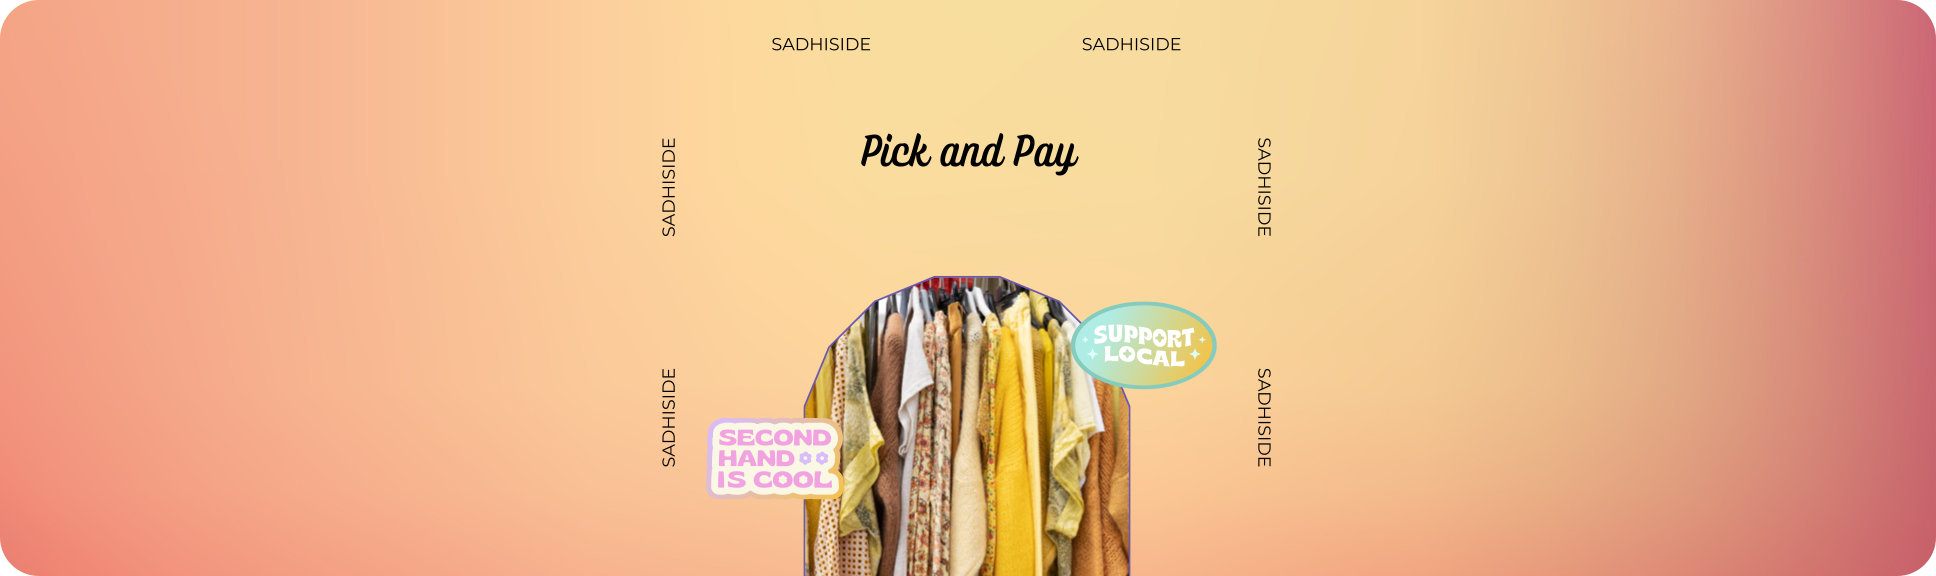 SADHISIDE
SADHISIDE
Pick and Pay
SADHISIDE
SADHISIDE
SUPPORT
LOCAL
SADHISIDE
SADHISIDE
SECOND
HAND
IS COOL